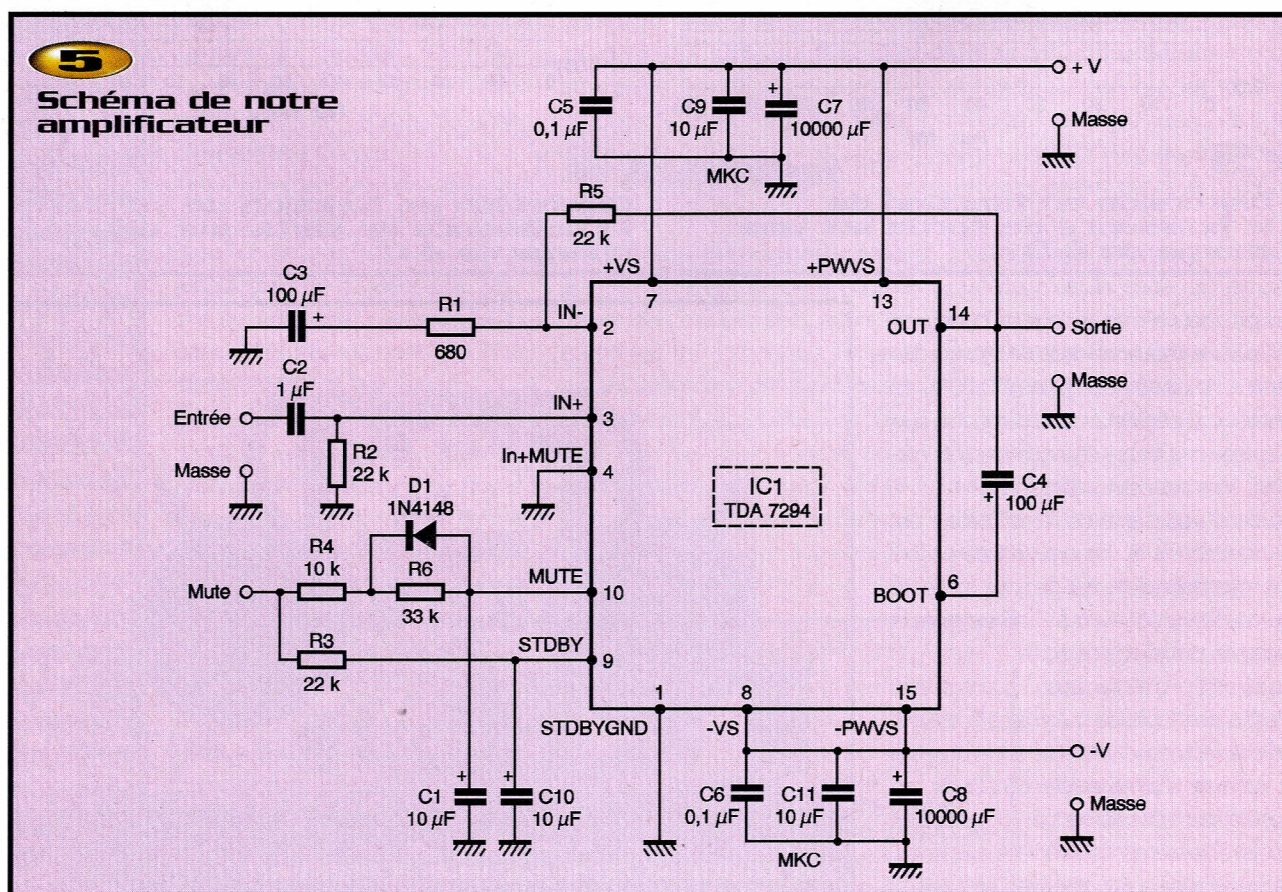 5
Schéma de notre
amplificateur
C5
0,1 µF
C9
10 µF
+
C7
10000 µF
MKC
+ V
Masse
R5
22 k
+VS
7
+PWVS
13
C3
100 µF
+
R1
680
IN-
2
OUT
14
Sortie
Masse
C2
1 µF
Entrée
IN+
3
R2
22 k
Masse
In+MUTE
4
IC1
TDA 7294
C4
100 µF
+
D1
1N4148
R4
10 k
R6
33 k
Mute
MUTE
10
BOOT
6
R3
22 k
STDBY
9
STDBYGND
1
8
-VS
15
-PWVS
-V
Masse
+
C1
10 µF
+
C10
10 µF
C6
0,1 µF
C11
10 µF
+
C8
10000 µF
MKC